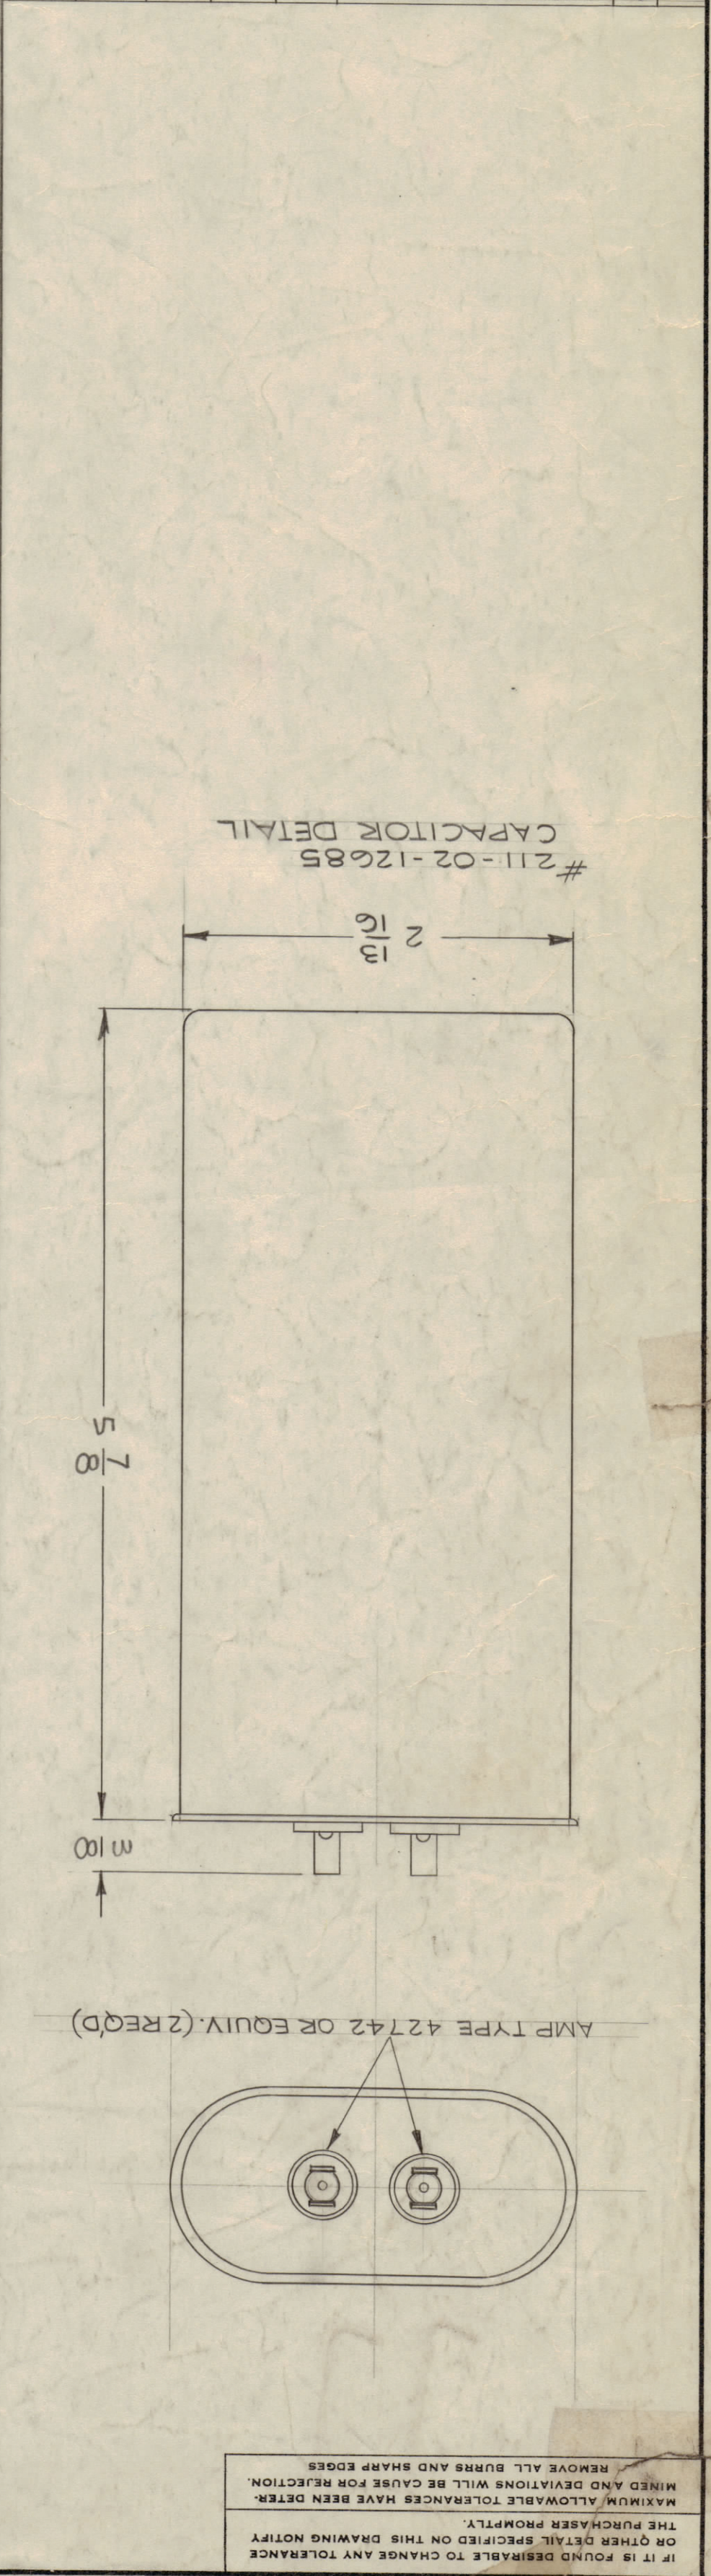 IF IT IS FOUND DESIRABLE TO CHANGE ANY TOLERANCE
OR OTHER DETAIL SPECIFIED ON THIS DRAWING NOTIFY
THE PURCHASER PROMPTLY.
MAXIMUM ALLOWABLE TOLERANCES HAVE BEEN DETER-
MINED AND DEVIATIONS WILL BE CAUSE FOR REJECTION.
REMOVE ALL BURRS AND SHARP EDGES
AMP TYPE 42742 OR EQUIV. (2 REQ'D)
3/8
5 7/8
2 13/16
#211-02-12685
CAPACITOR DETAIL